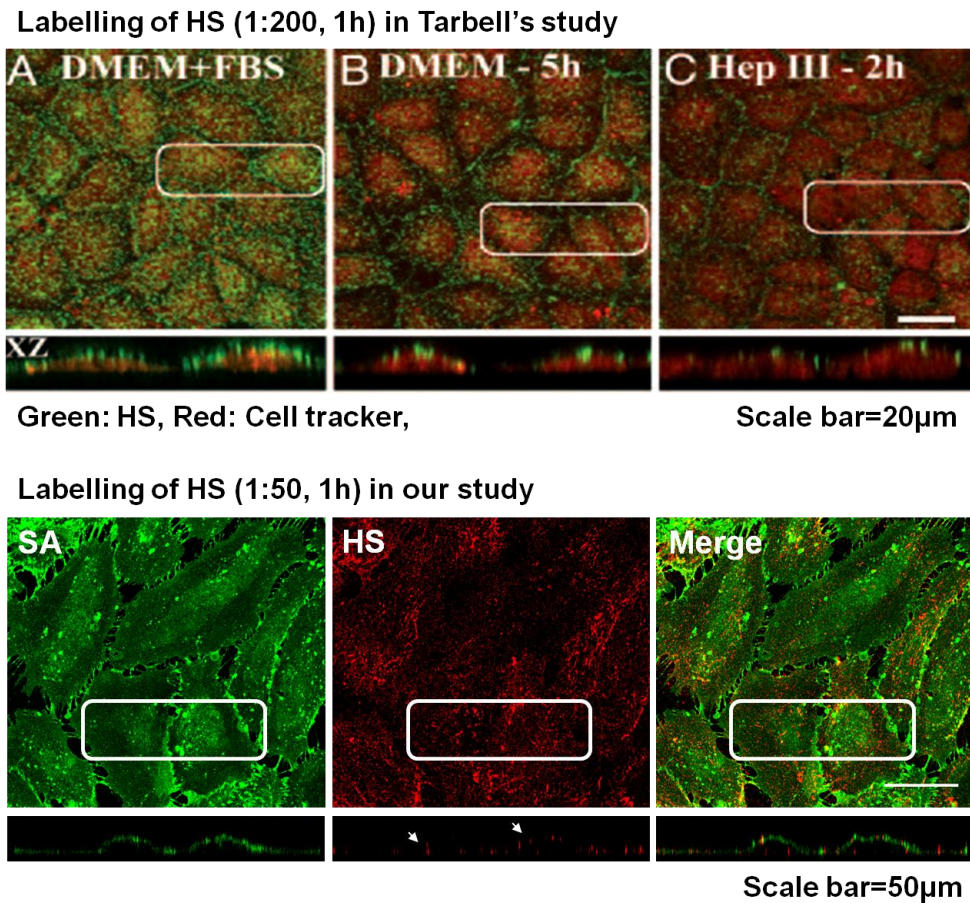 Labelling of HS (1:200, 1h) in Tarbell's study
A DMEM+FBS
B DMEM - 5h
C Hep III - 2h
XZ
Green: HS, Red: Cell tracker,
Scale bar=20μm
Labelling of HS (1:50, 1h) in our study
SA
HS
Merge
Scale bar=50μm